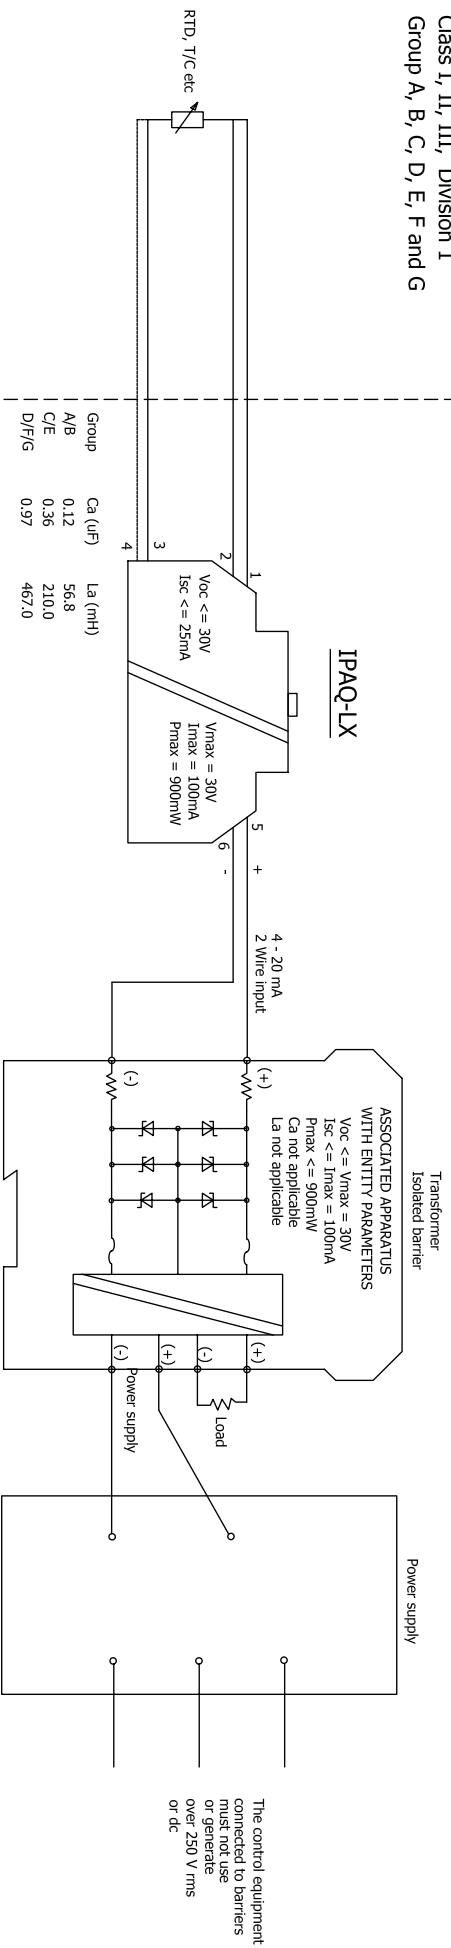 Class I, II, III, Division 1
Group A, B, C, D, E, F and G
RTD, T/C etc
Group Ca (uF) La (mH)
A/B 0.12 56.8
C/E 0.36 210.0
D/F/G 0.97 467.0
IPAQ-LX
1
2
3
4
Voc <= 30V
Isc <= 25mA
Vmax = 30V
Imax = 100mA
Pmax = 900mW
5 +
6 -
4 - 20 mA
2 Wire input
Transformer
Isolated barrier
ASSOCIATED APPARATUS
WITH ENTITY PARAMETERS
Voc <= Vmax = 30V
Isc <= Imax = 100mA
Pmax <= 900mW
Ca not applicable
La not applicable
(+)
(-)
(+)
(-)
(+)
(-)
Load
Power supply
Power supply
The control equipment
connected to barriers
must not use
or generate
over 250 V rms
or dc